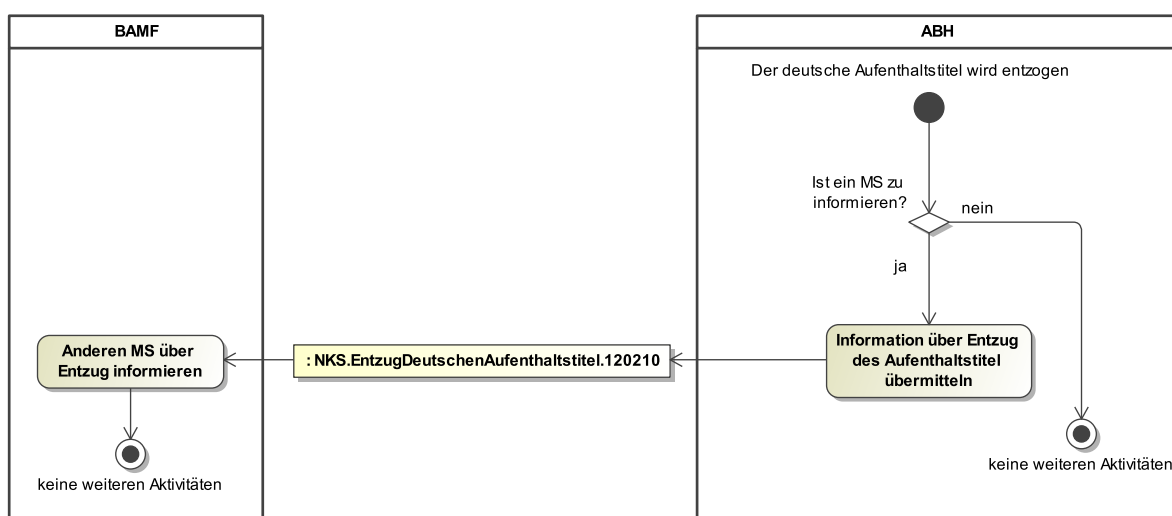 BAMF
ABH
Der deutsche Aufenthaltstitel wird entzogen
Ist ein MS zu
informieren?
nein
ja
Anderen MS über
Entzug informieren
: NKS.EntzugDeutschenAufenthaltstitel.120210
Information über Entzug
des Aufenthaltstitel
übermitteln
keine weiteren Aktivitäten
keine weiteren Aktivitäten